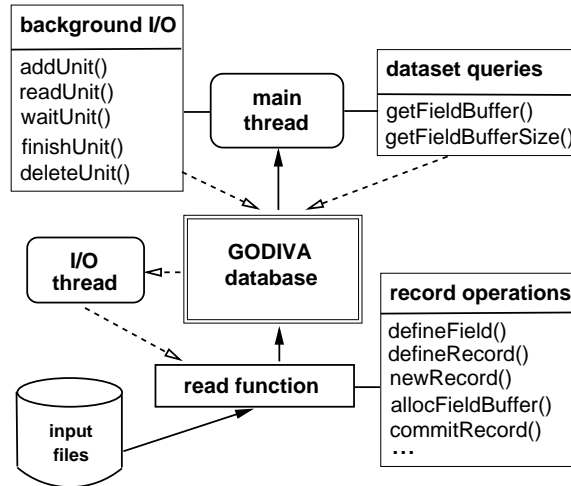 background I/O
addUnit()
readUnit()
waitUnit()
finishUnit()
deleteUnit()
main
thread
dataset queries
getFieldBuffer()
getFieldBufferSize()
GODIVA
database
I/O
thread
record operations
defineField()
defineRecord()
newRecord()
allocFieldBuffer()
commitRecord()
...
read function
input
files